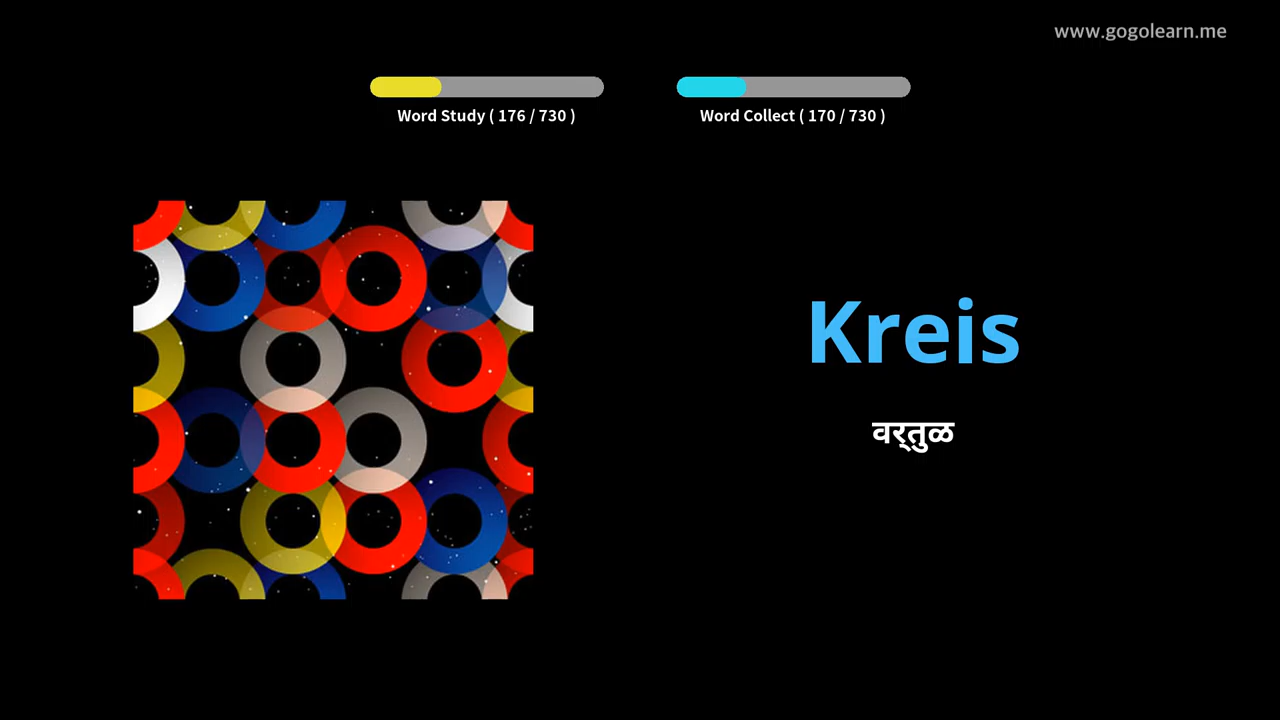 www.gogolearn.me
Word Study ( 176 / 730 )
Word Collect ( 170 / 730 )
Kreis
वर्तुळ